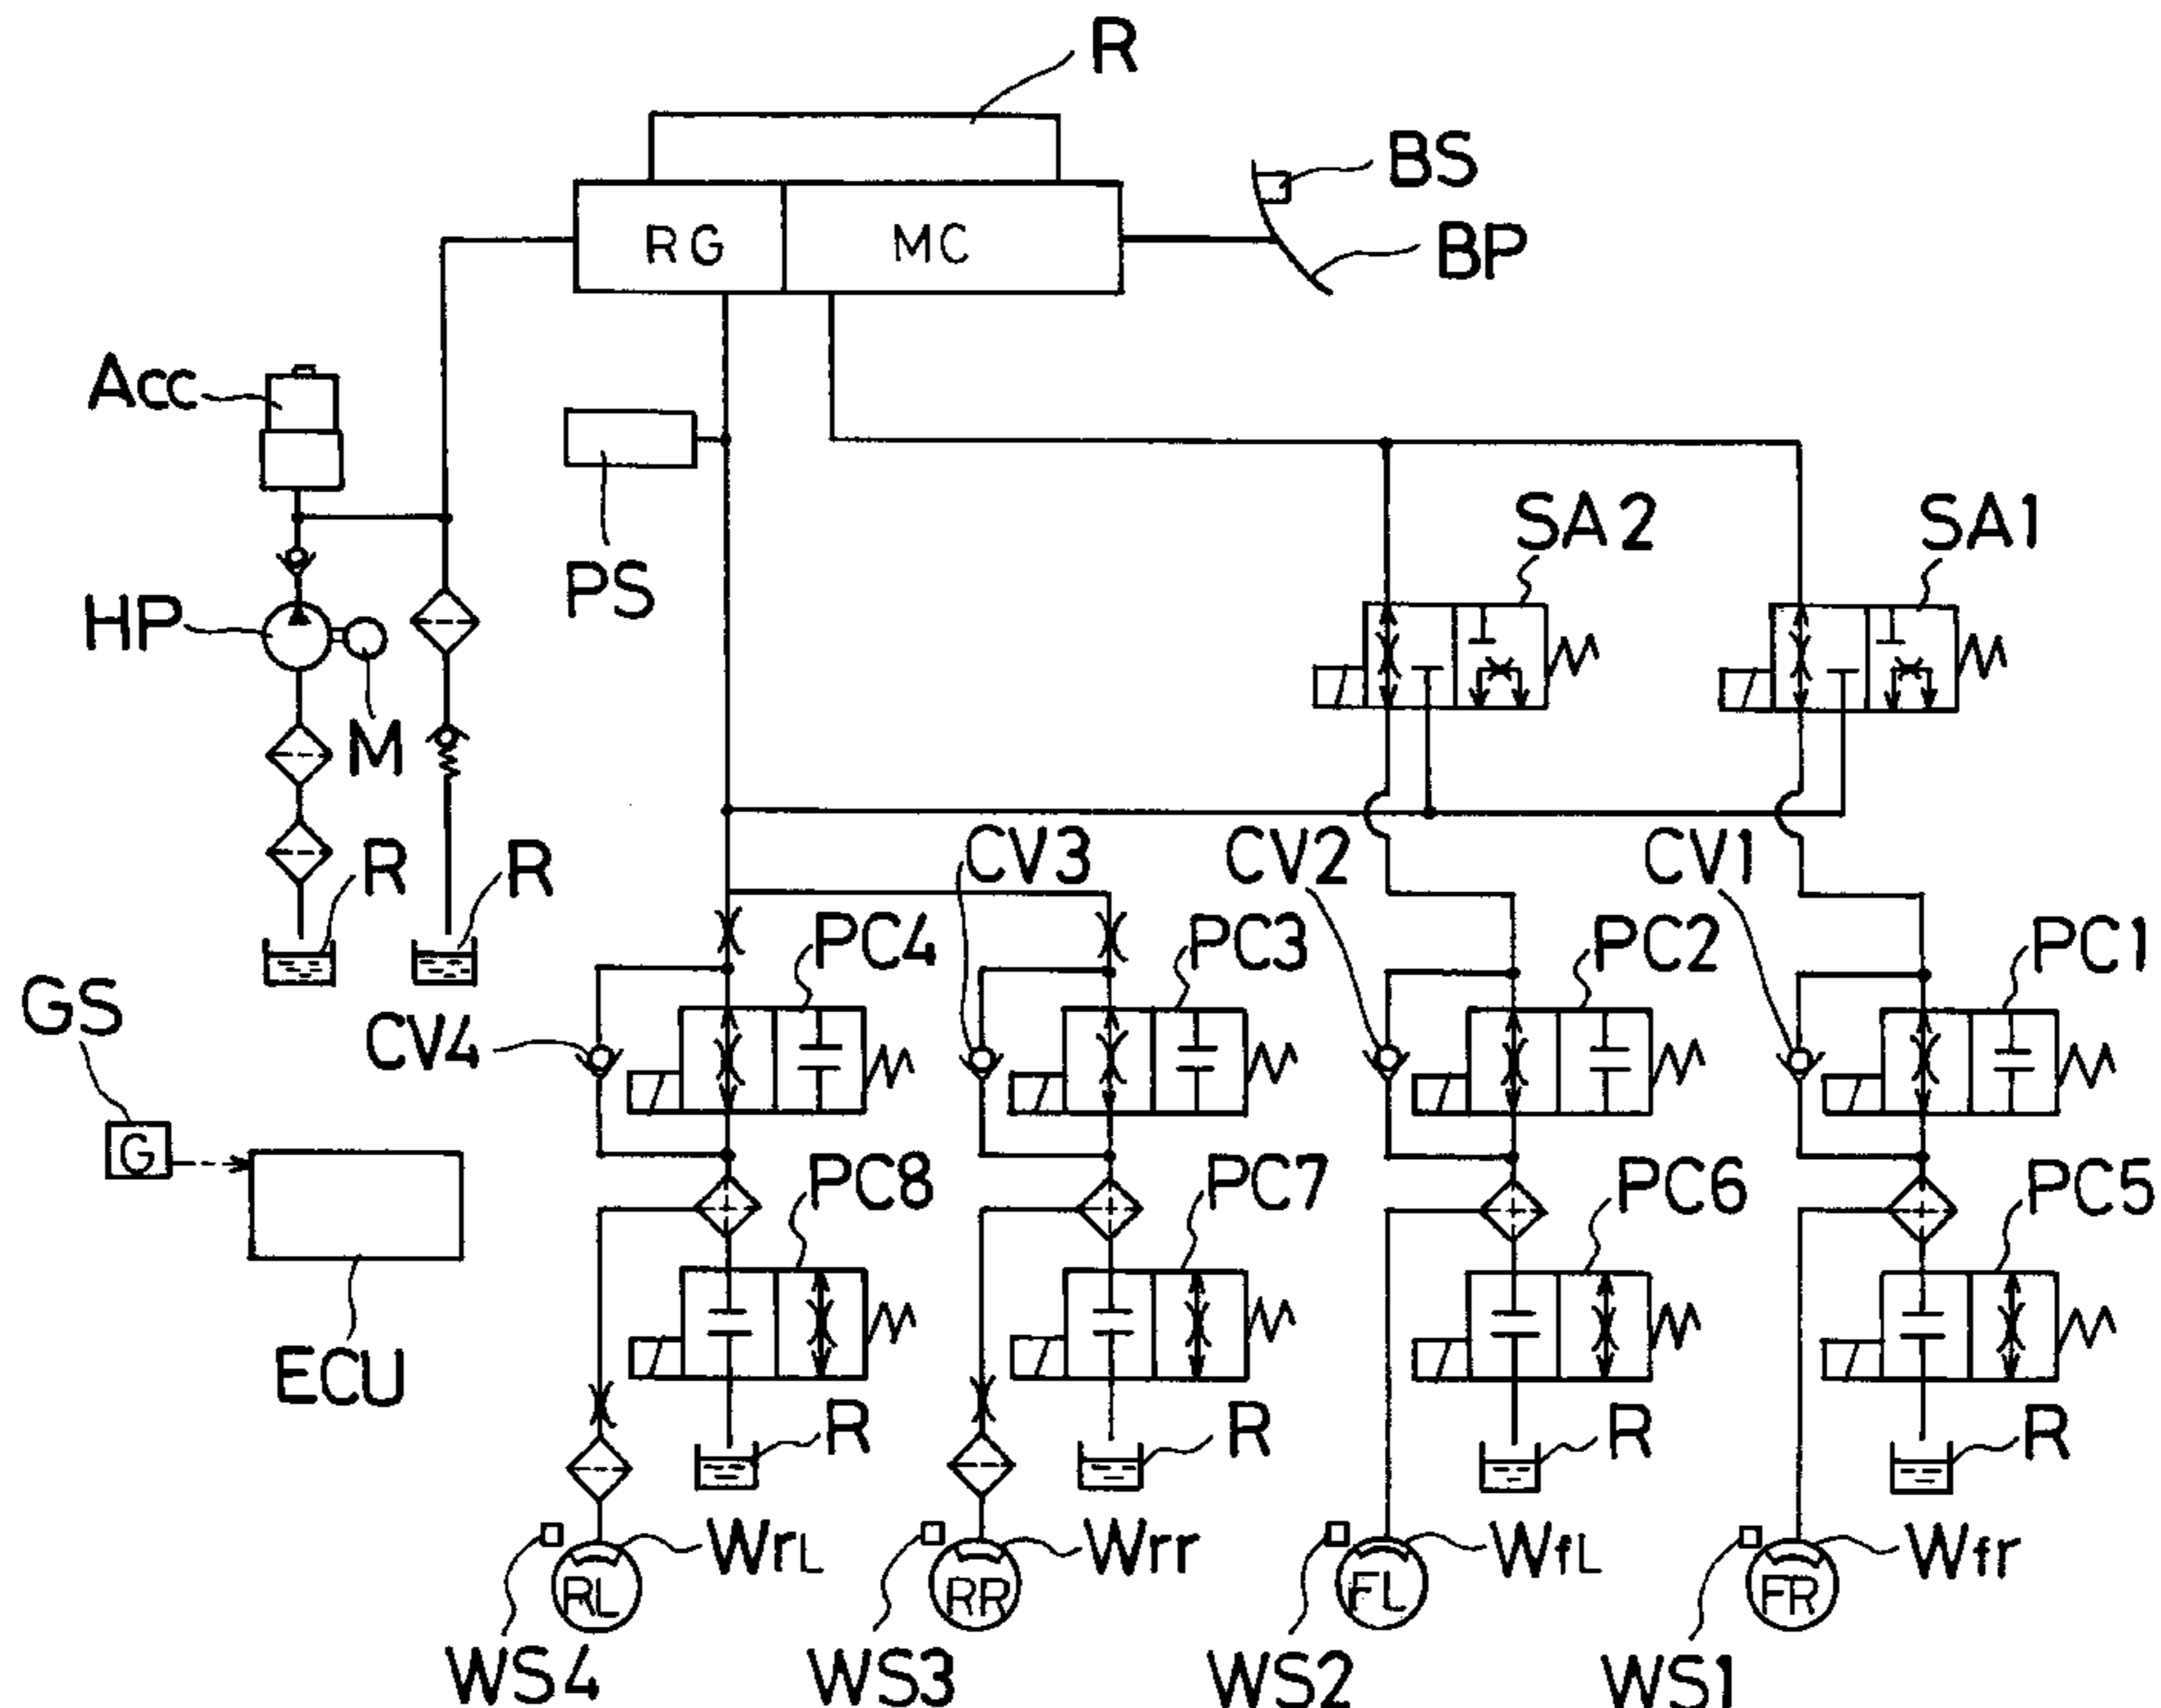 R
BS
RG MC
BP
Acc
SA2 SA1
PS
HP
M
CV3 CV2 CV1
R R
PC4 PC3 PC2 PC1
GS
CV4
G
PC8 PC7 PC6 PC5
ECU
R R R R
WrL Wrr WfL Wfr
RL RR FL FR
WS4 WS3 WS2 WS1